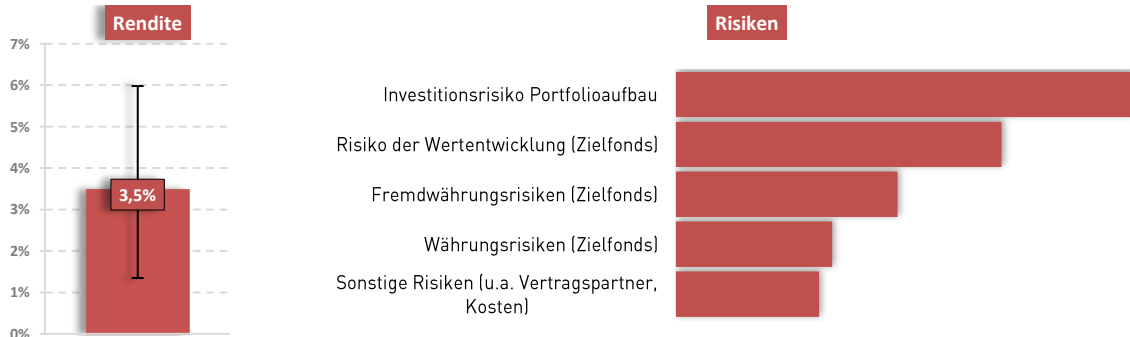 Rendite
7%
6%
5%
4%
3%
2%
1%
0%
3,5%
Risiken
Investitionsrisiko Portfolioaufbau
Risiko der Wertentwicklung (Zielfonds)
Fremdwährungsrisiken (Zielfonds)
Währungsrisiken (Zielfonds)
Sonstige Risiken (u.a. Vertragspartner,
Kosten)